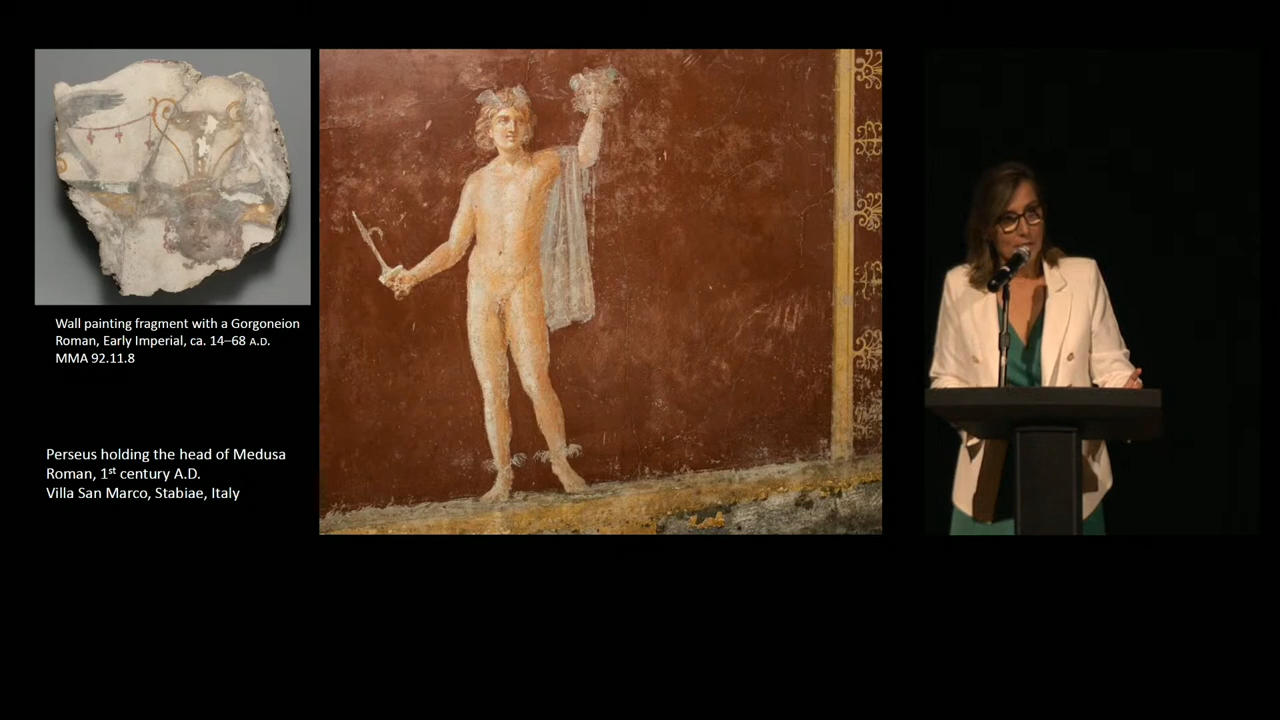 Wall painting fragment with a Gorgoneion
Roman, Early Imperial, ca. 14–68 A.D.
MMA 92.11.8
Perseus holding the head of Medusa
Roman, 1st century A.D.
Villa San Marco, Stabiae, Italy